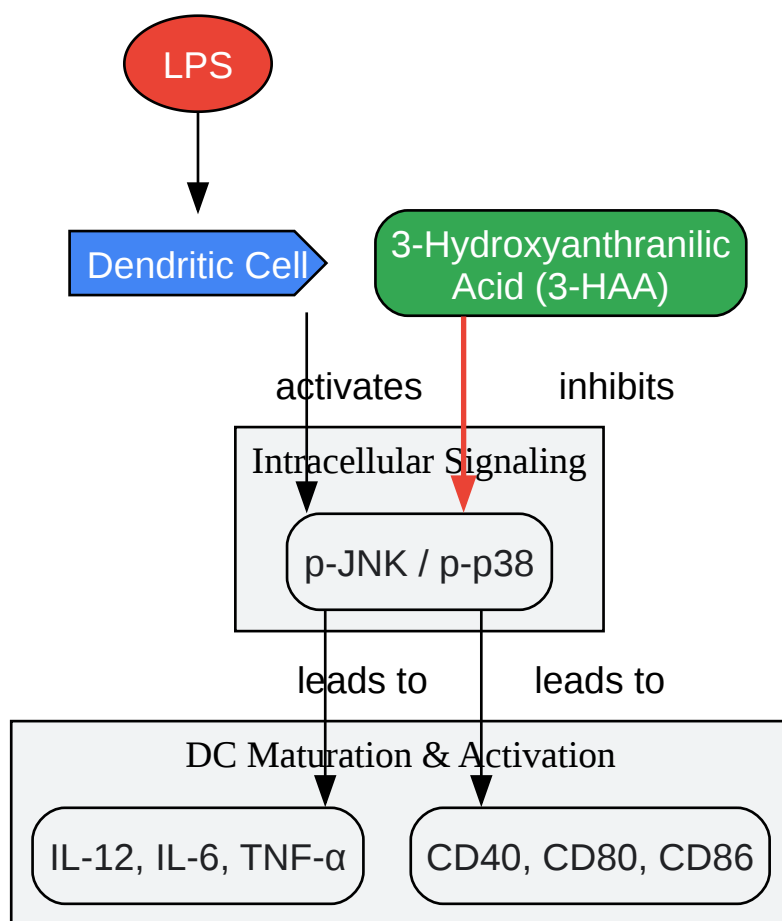 LPS
Dendritic Cell
3-Hydroxyanthranilic
Acid (3-HAA)
activates
inhibits
Intracellular Signaling
p-JNK / p-p38
leads to
leads to
DC Maturation & Activation
IL-12, IL-6, TNF-α
CD40, CD80, CD86